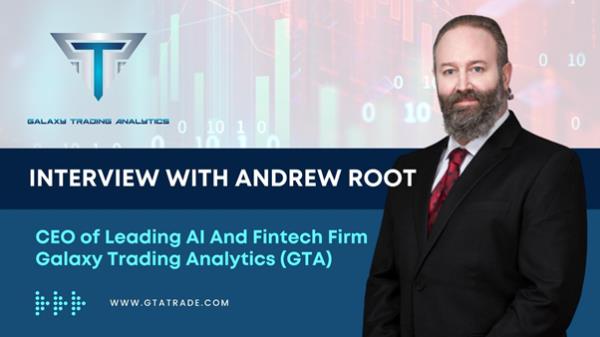 GALAXY TRADING ANALYTICS
INTERVIEW WITH ANDREW ROOT
CEO of Leading AI And Fintech Firm
Galaxy Trading Analytics (GTA)
WWW.GTATRADE.COM